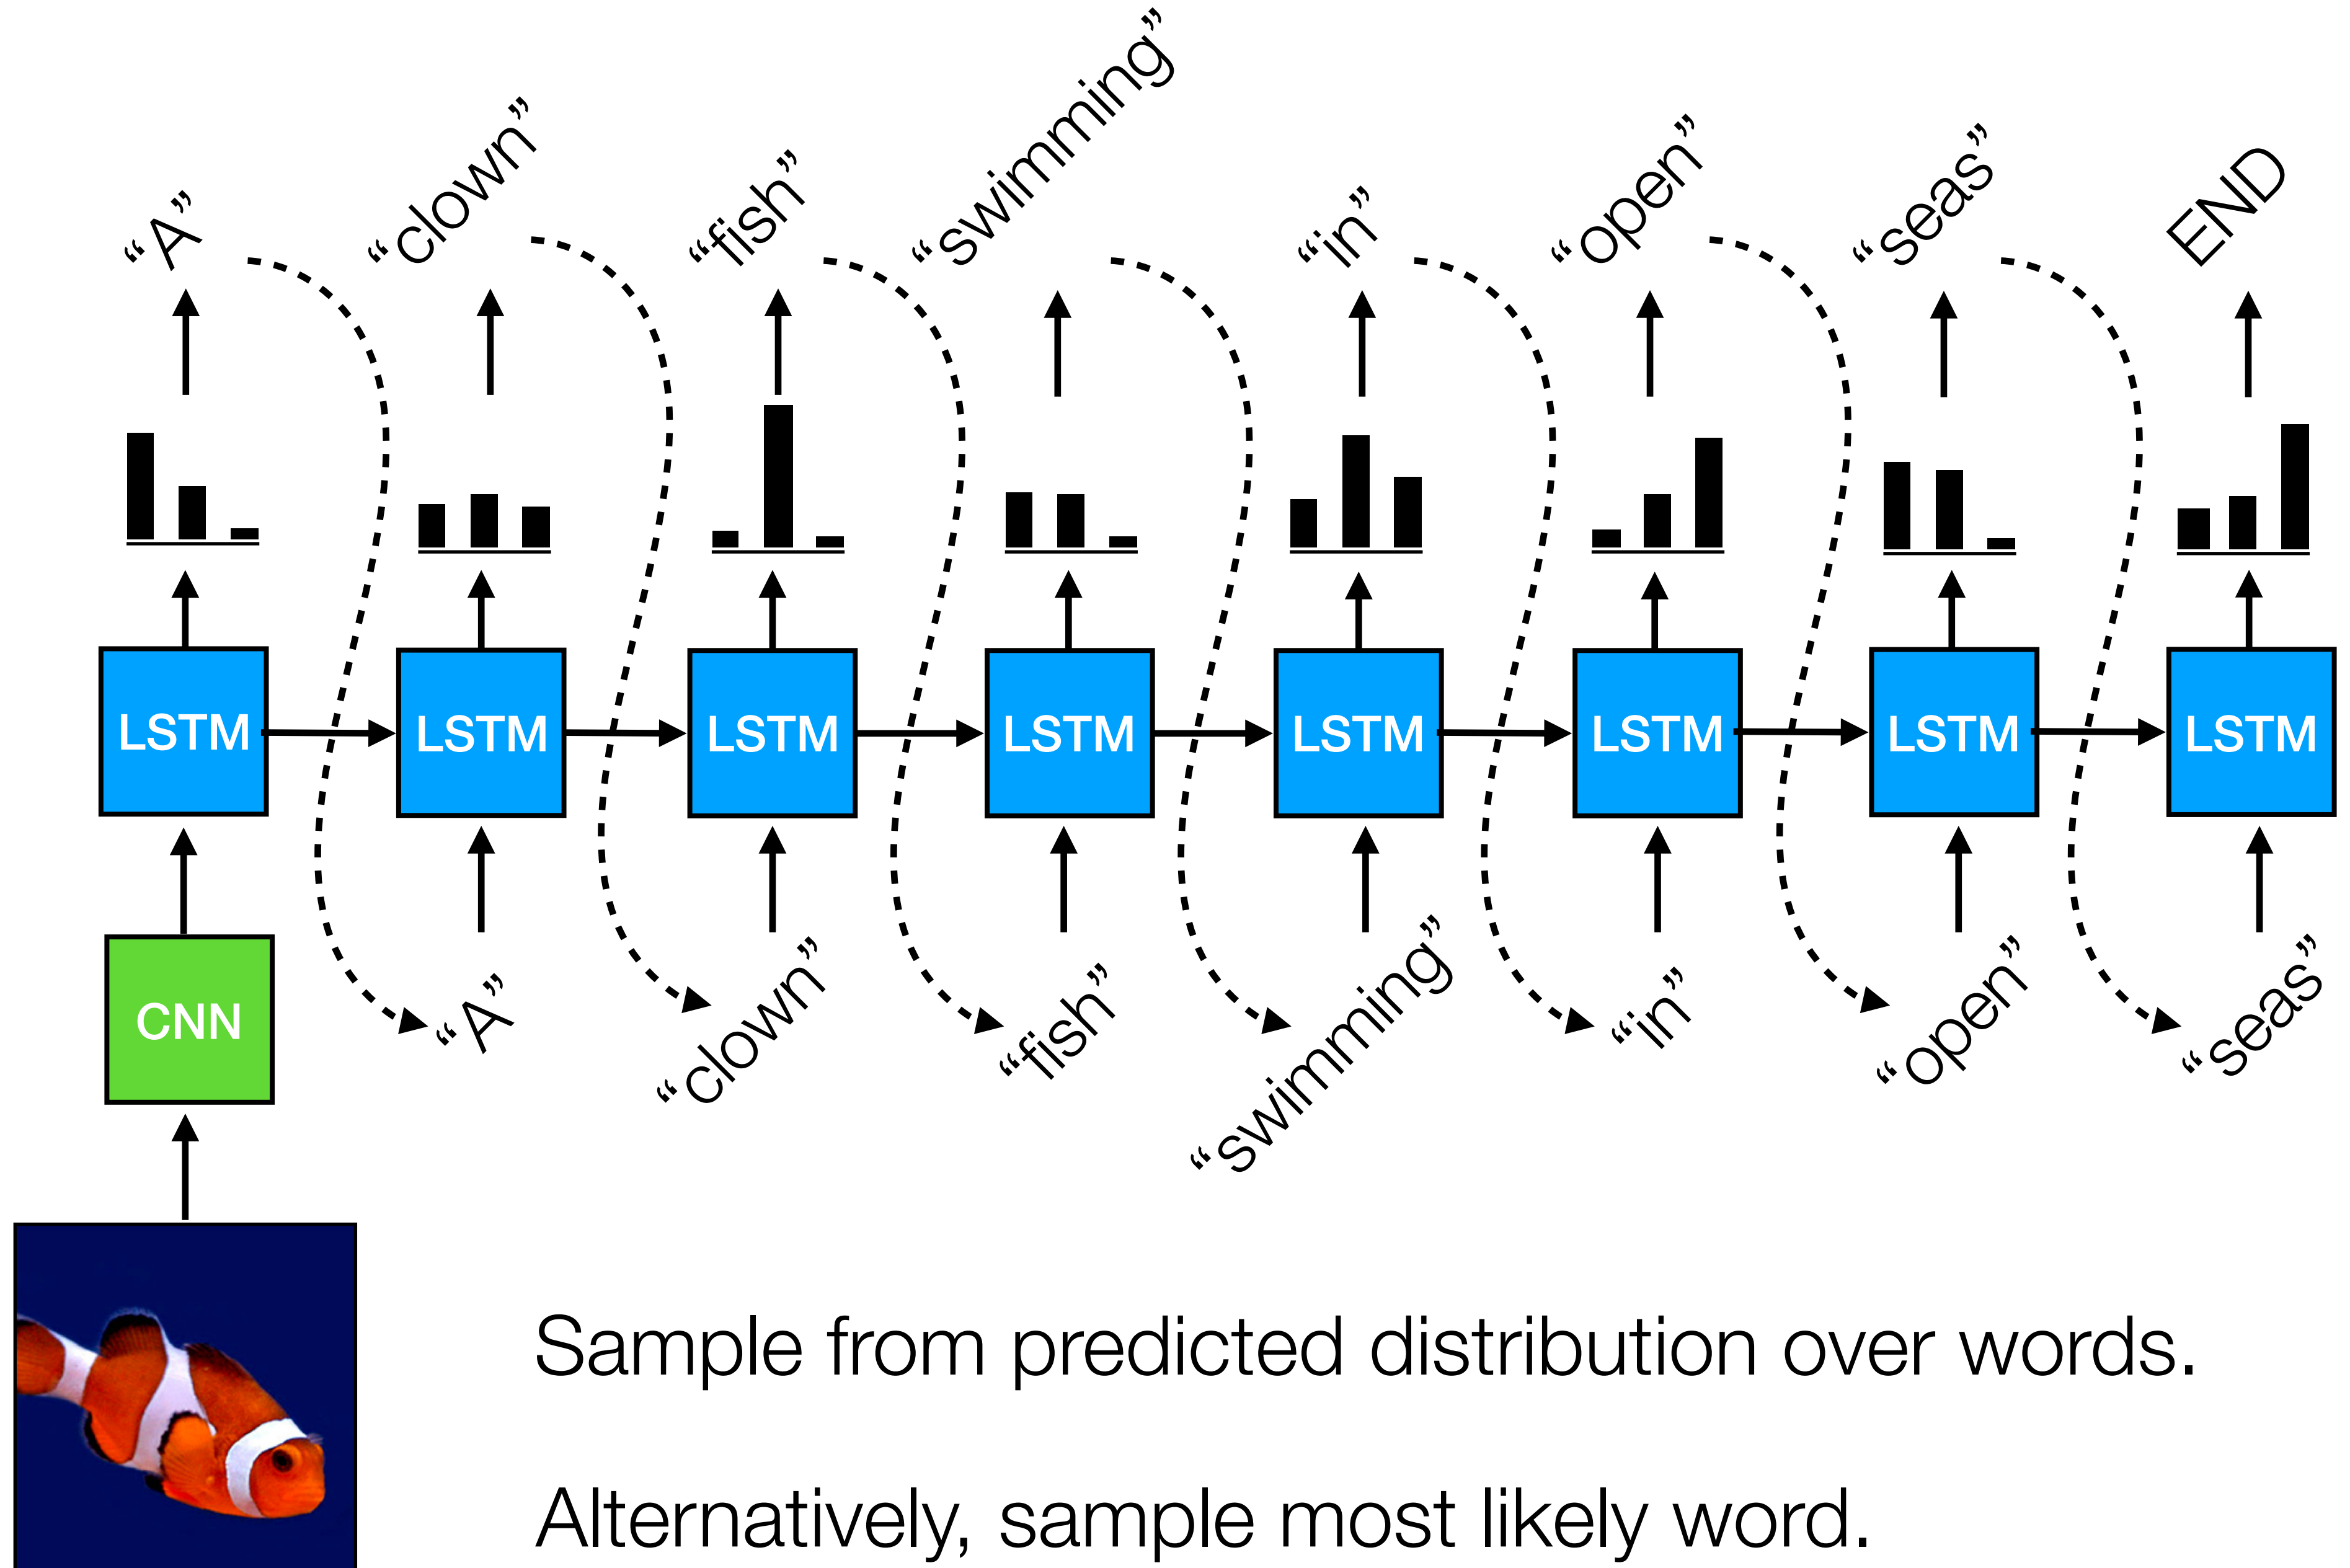 “A” “clown” “fish” “swimming” “in” “open” “seas” END
LSTM LSTM LSTM LSTM LSTM LSTM LSTM LSTM
CNN “A” “clown” “fish” “swimming” “in” “open” “seas”
Sample from predicted distribution over words.
Alternatively, sample most likely word.